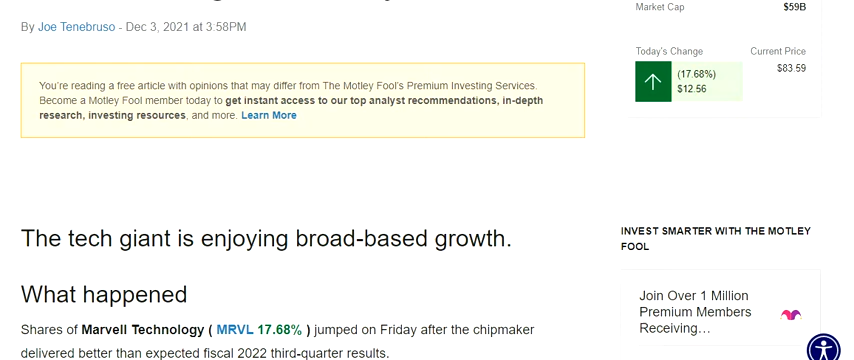 By Joe Tenebruso - Dec 3, 2021 at 3:58PM
You're reading a free article with opinions that may differ from The Motley Fool's Premium Investing Services.
Become a Motley Fool member today to get instant access to our top analyst recommendations, in-depth
research, investing resources, and more. Learn More
The tech giant is enjoying broad-based growth.
What happened
Shares of Marvell Technology ( MRVL 17.68% ) jumped on Friday after the chipmaker
delivered better than expected fiscal 2022 third-quarter results.
Market Cap $59B
Today's Change Current Price
(17.68%) $83.59
$12.56
INVEST SMARTER WITH THE MOTLEY
FOOL
Join Over 1 Million
Premium Members
Receiving…